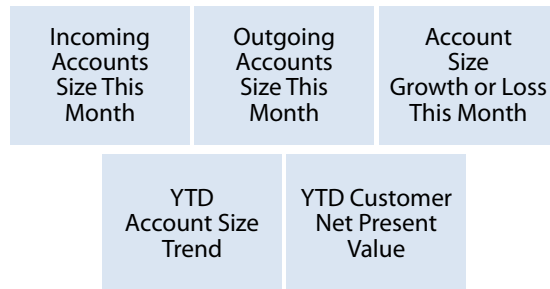 Incoming
Accounts
Size This
Month
Outgoing
Accounts
Size This
Month
Account
Size
Growth or Loss
This Month
YTD
Account Size
Trend
YTD Customer
Net Present
Value